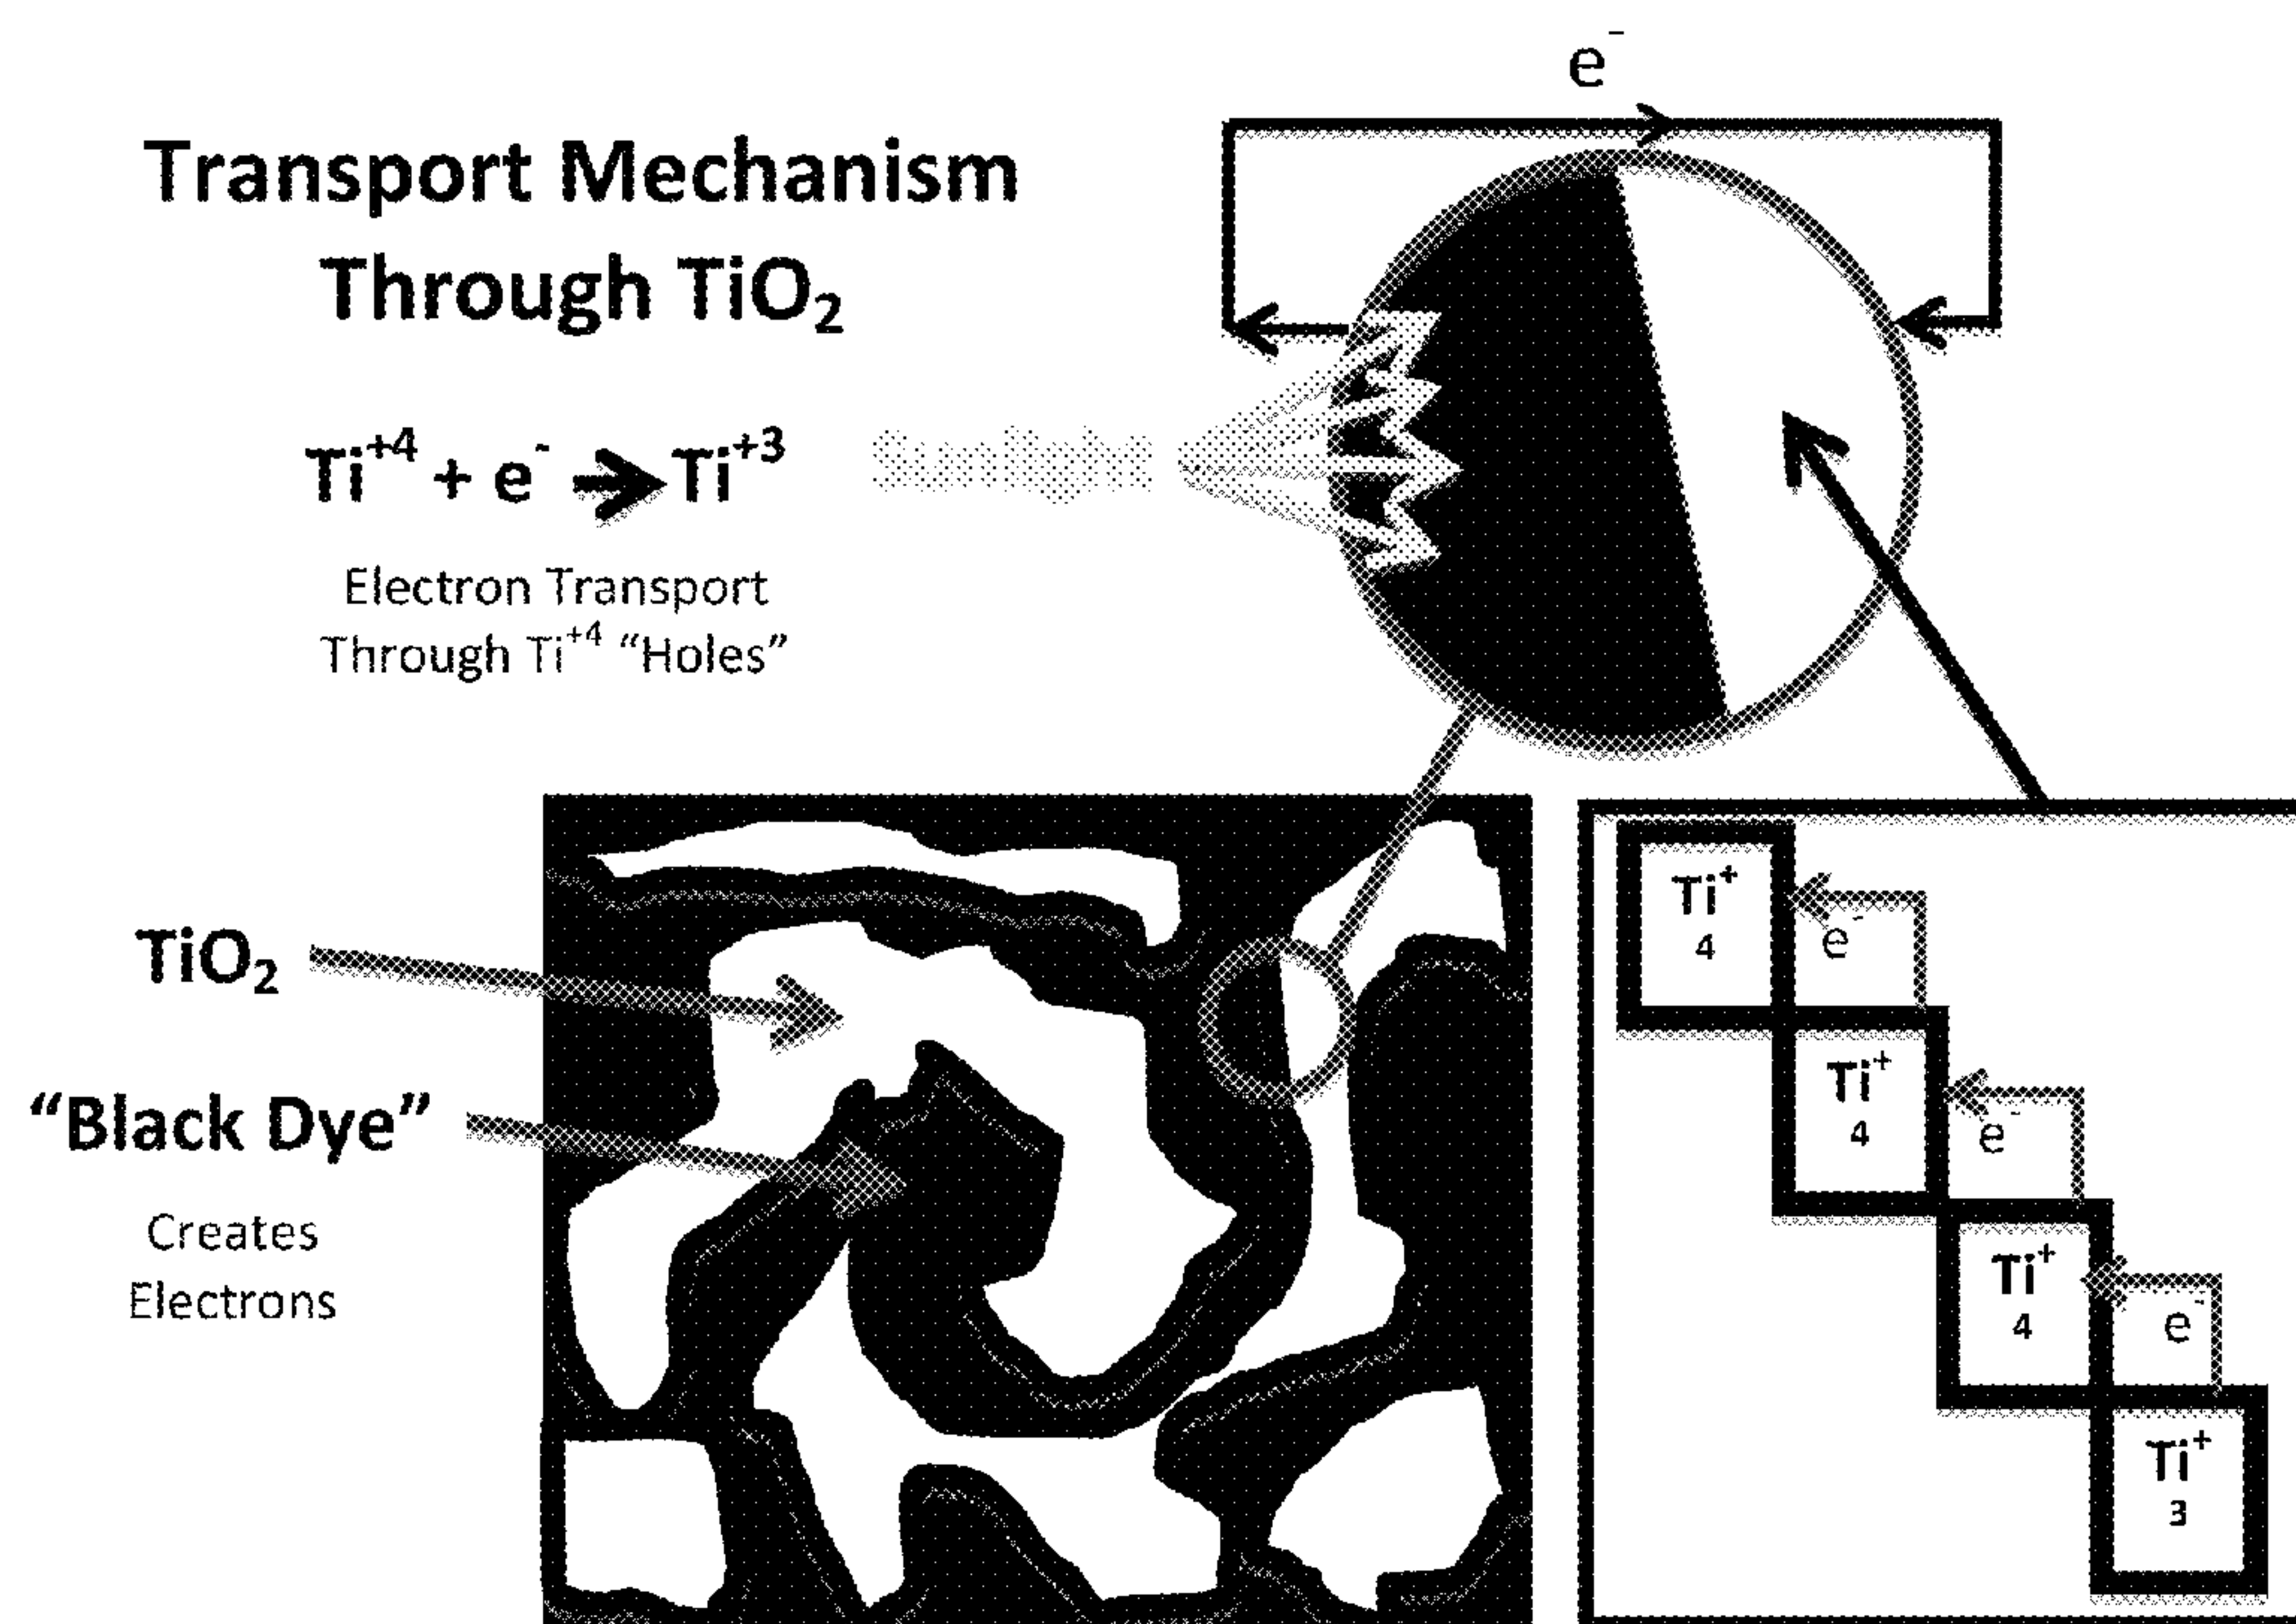 e⁻
Transport Mechanism
Through TiO₂
Ti⁺⁴ + e⁻ → Ti⁺³
Sunlight
Electron Transport
Through Ti⁺⁴ “Holes”
TiO₂
“Black Dye”
Creates
Electrons
Ti⁺
4
e⁻
Ti⁺
4
e⁻
Ti⁺
4
e⁻
Ti⁺
3